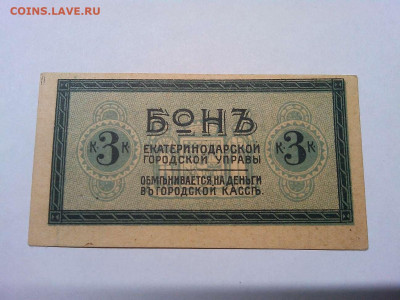 COINS.LAVE.RU
БОНЪ
ЕКАТЕРИНОДАРСКОЙ
ГОРОДСКОЙ УПРАВЫ
К 3 К
К 3 К
ОБМѢНИВАЕТСЯ НА ДЕНЬГИ
ВЪ ГОРОДСКОЙ КАССѢ.